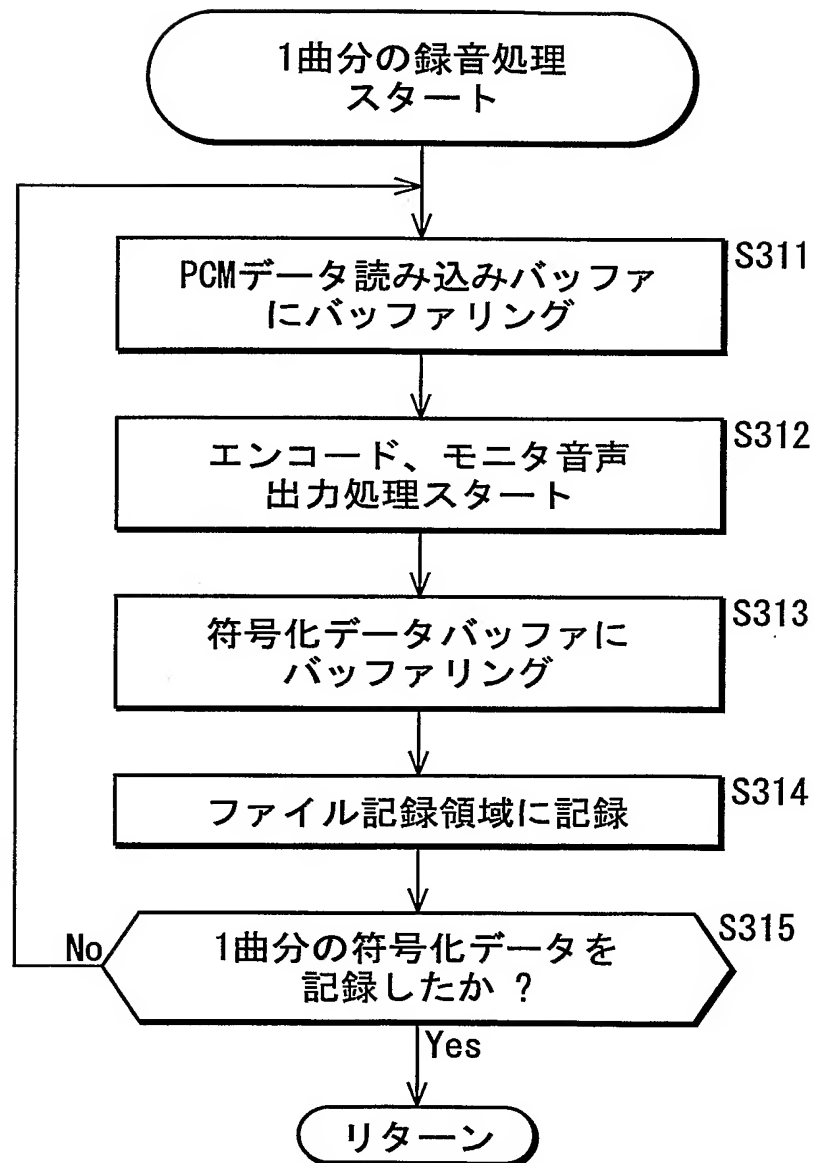 1曲分の録音処理
スタート
S311
PCMデータ読み込みバッファ
にバッファリング
S312
エンコード、モニタ音声
出力処理スタート
S313
符号化データバッファに
バッファリング
S314
ファイル記録領域に記録
S315
No
1曲分の符号化データを
記録したか ?
Yes
リターン